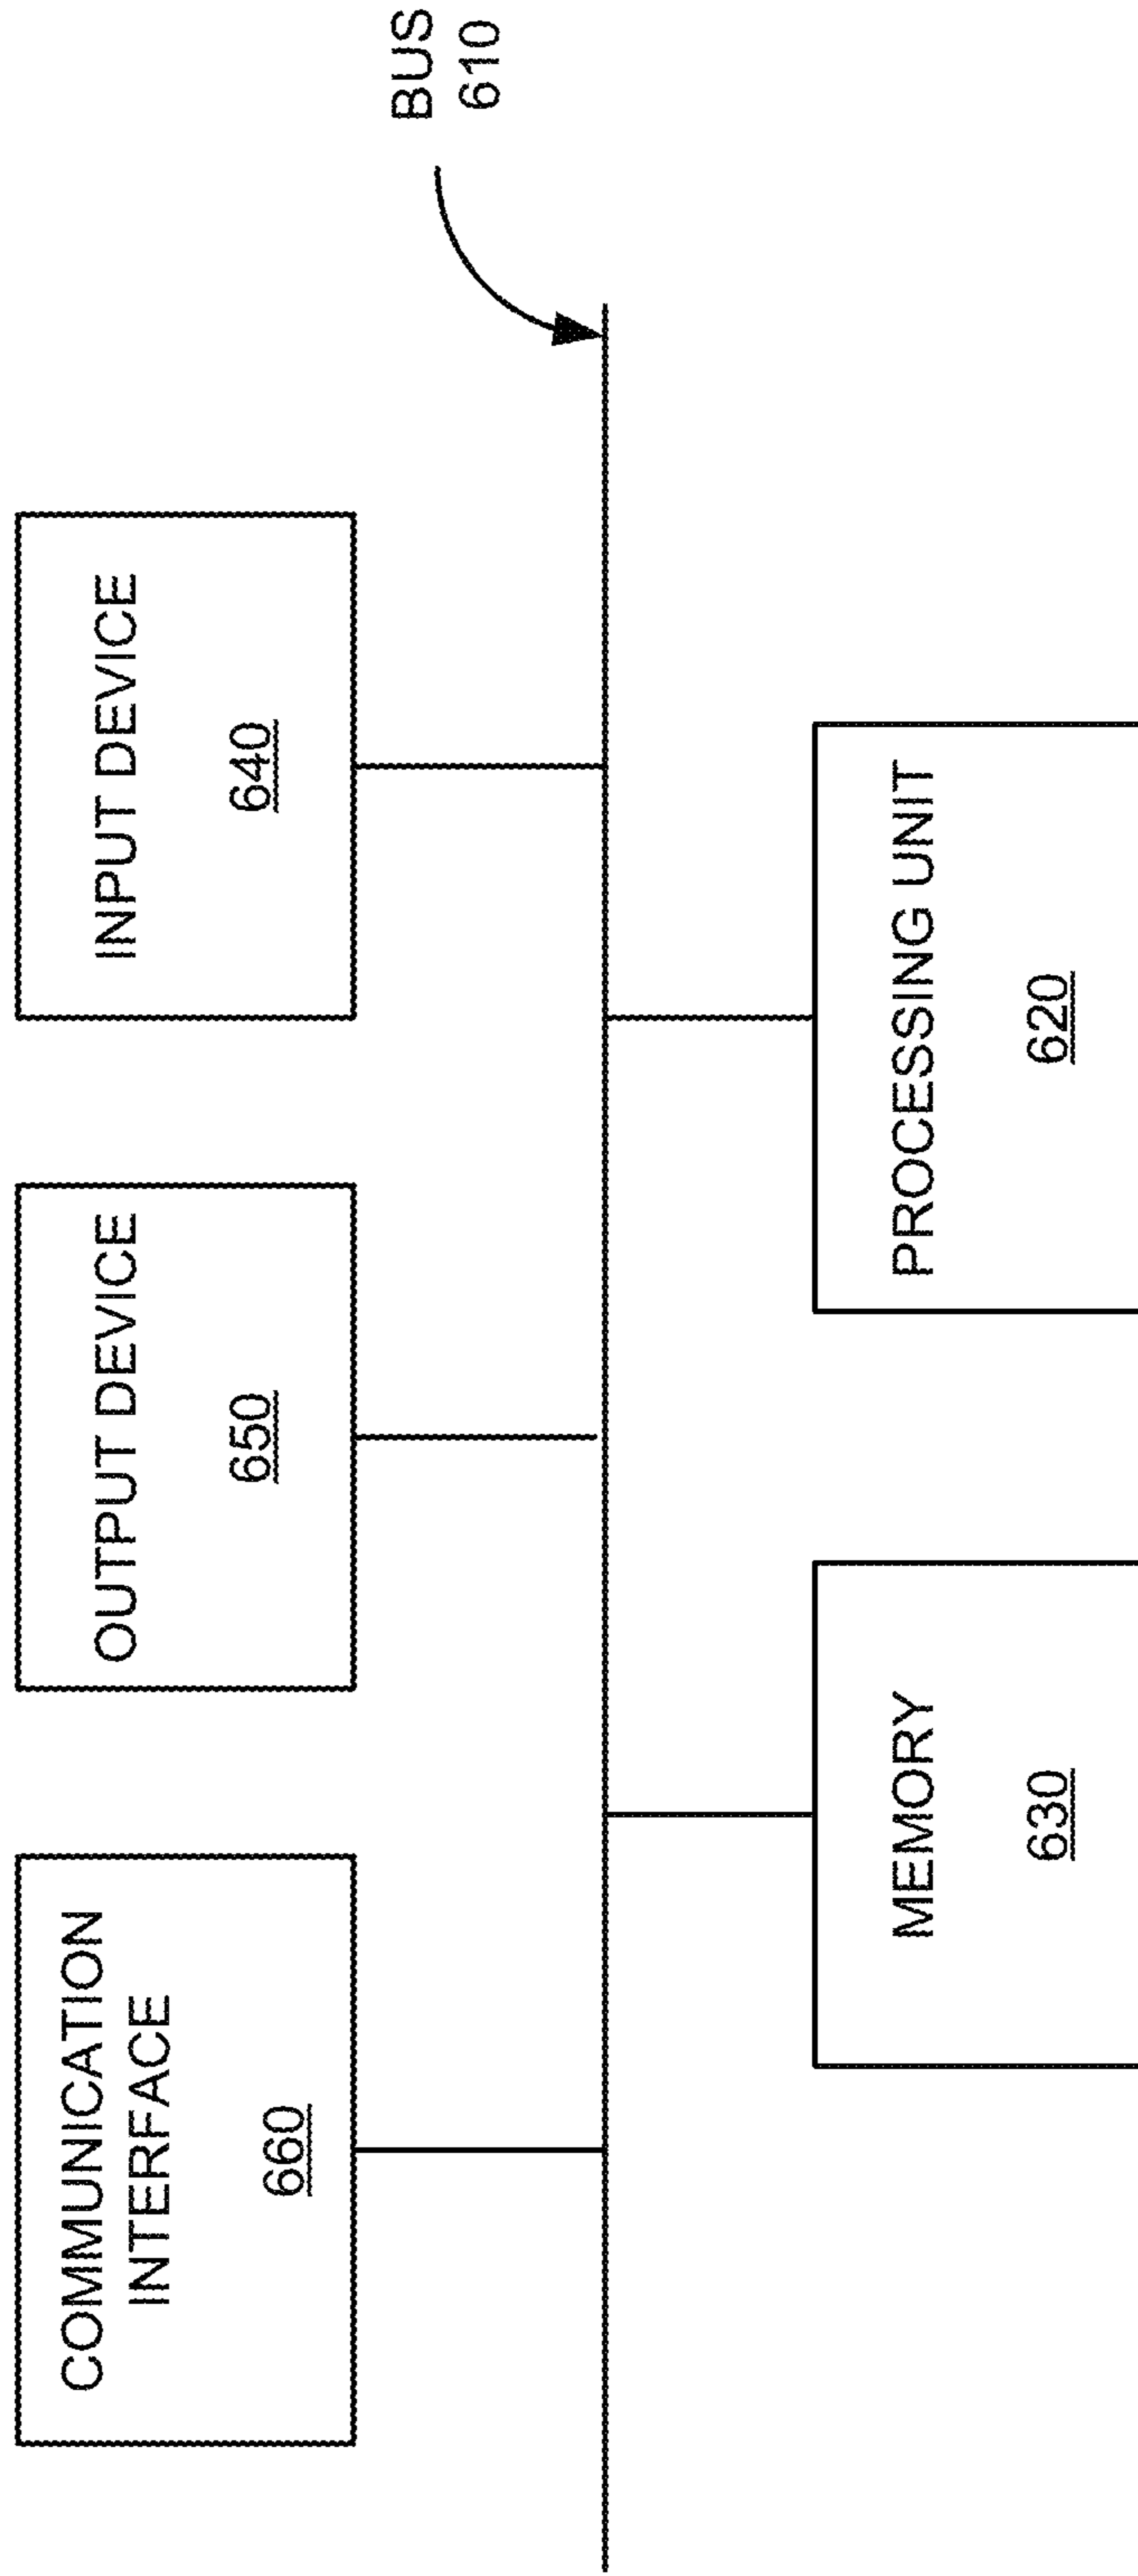 COMMUNICATION
INTERFACE
660
OUTPUT DEVICE
650
INPUT DEVICE
640
BUS
610
MEMORY
630
PROCESSING UNIT
620